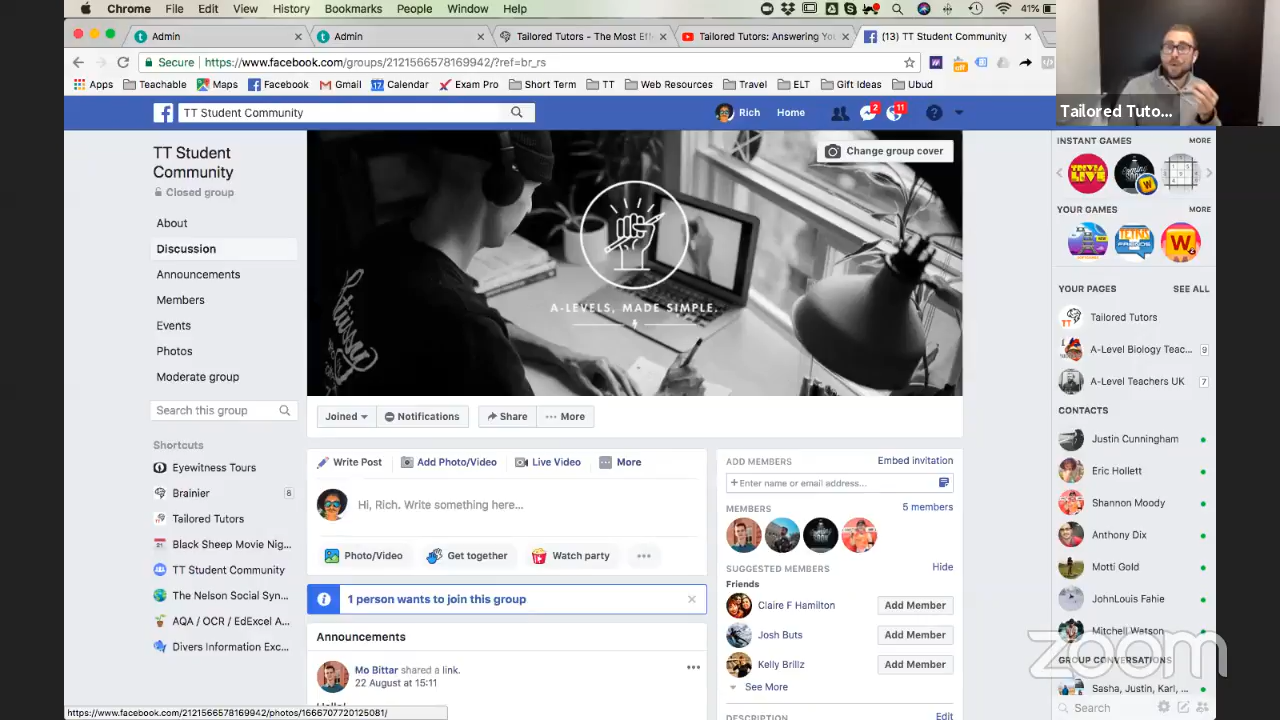 Chrome File Edit View History Bookmarks People Window Help 41%
Admin
Admin
Tailored Tutors - The Most Ef
Tailored Tutors: Answering Yo
(13) TT Student Community
Secure https://www.facebook.com/groups/2121566578169942/?ref=br_rs
Apps Teachable Maps Facebook Gmail Calendar Exam Pro Short Term TT Web Resources Travel ELT Gift Ideas Ubud
Tailored Tuto...
TT Student Community
Rich Home 2 11
TT Student
Community
Closed group
About
Discussion
Announcements
Members
Events
Photos
Moderate group
Search this group
Shortcuts
Eyewitness Tours
Brainier 8
Tailored Tutors
Black Sheep Movie Nig...
TT Student Community
The Nelson Social Syn...
AQA / OCR / EdExcel A...
Divers Information Exc...
Change group cover
A-LEVELS, MADE SIMPLE.
Joined Notifications Share More
Write Post Add Photo/Video Live Video More
Hi, Rich. Write something here...
Photo/Video Get together Watch party
1 person wants to join this group
Announcements
Mo Bittar shared a link.
22 August at 15:11
ADD MEMBERS Embed invitation
+ Enter name or email address...
MEMBERS 5 members
SUGGESTED MEMBERS Hide
Friends
Claire F Hamilton Add Member
Josh Buts Add Member
Kelly Brillz Add Member
See More
DESCRIPTION Edit
INSTANT GAMES MORE
TRIVIA
LIVE
YOUR GAMES MORE
TETRIS
FRIENDS
W
YOUR PAGES SEE ALL
Tailored Tutors
A-Level Biology Teac... 9
A-Level Teachers UK 7
CONTACTS
Justin Cunningham
Eric Hollett
Shannon Moody
Anthony Dix
Motti Gold
JohnLouis Fahie
Mitchell Watson
GROUP CONVERSATIONS
Sasha, Justin, Karl, ...
Search
zoom
https://www.facebook.com/2121566578169942/photos/1666707720125081/